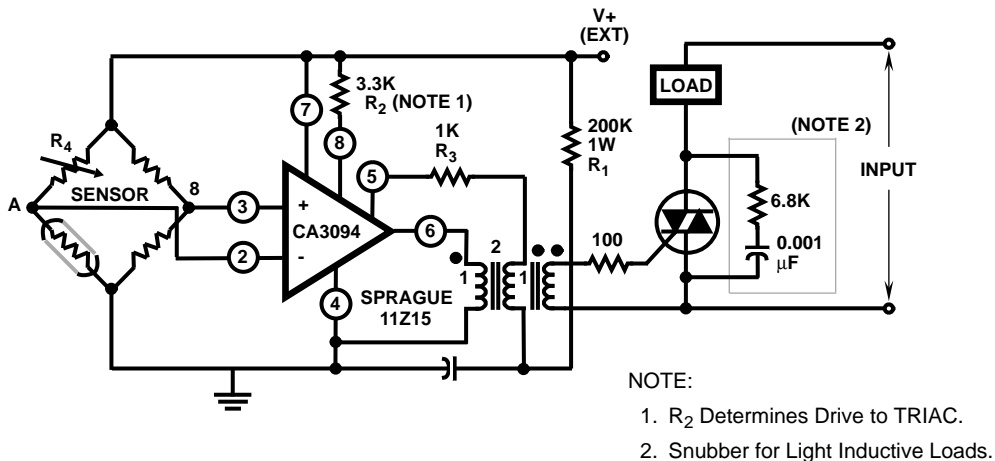 V+
(EXT)
3.3K
R2 (NOTE 1)
7
8
LOAD
1K
R3
200K
1W
R1
(NOTE 2)
INPUT
R4
SENSOR
A
8
3
2
+
-
CA3094
5
6
4
6.8K
0.001
µF
100
2
1
1
SPRAGUE
11Z15
NOTE:
1. R2 Determines Drive to TRIAC.
2. Snubber for Light Inductive Loads.